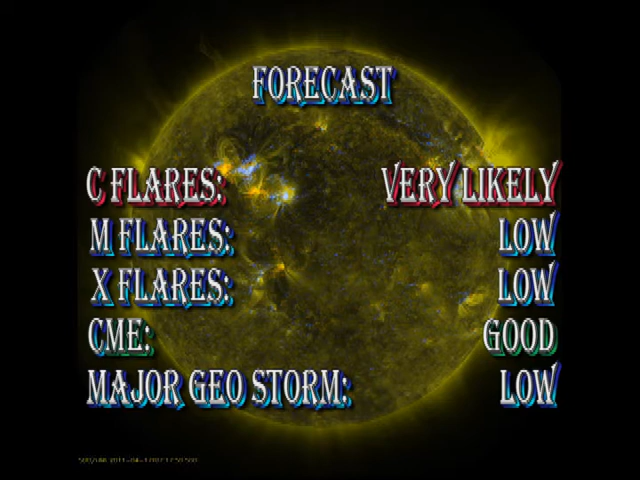 FORECAST
C FLARES: VERY LIKELY
M FLARES: LOW
X FLARES: LOW
CME: GOOD
MAJOR GEO STORM: LOW